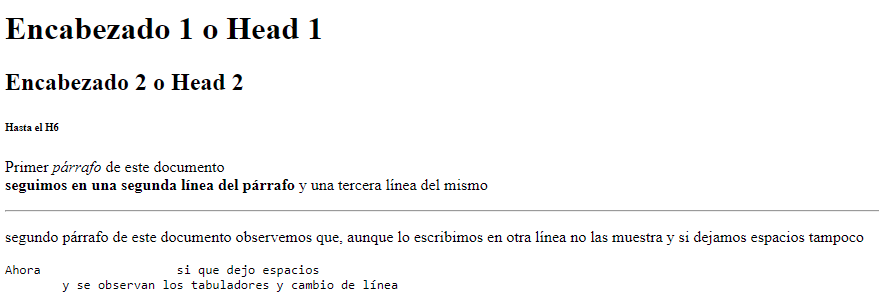 Encabezado 1 o Head 1
Encabezado 2 o Head 2
Hasta el H6
Primer párrafo de este documento
seguimos en una segunda línea del párrafo y una tercera línea del mismo
segundo párrafo de este documento observemos que, aunque lo escribimos en otra línea no las muestra y si dejamos espacios tampoco
Ahora                   si que dejo espacios
        y se observan los tabuladores y cambio de línea